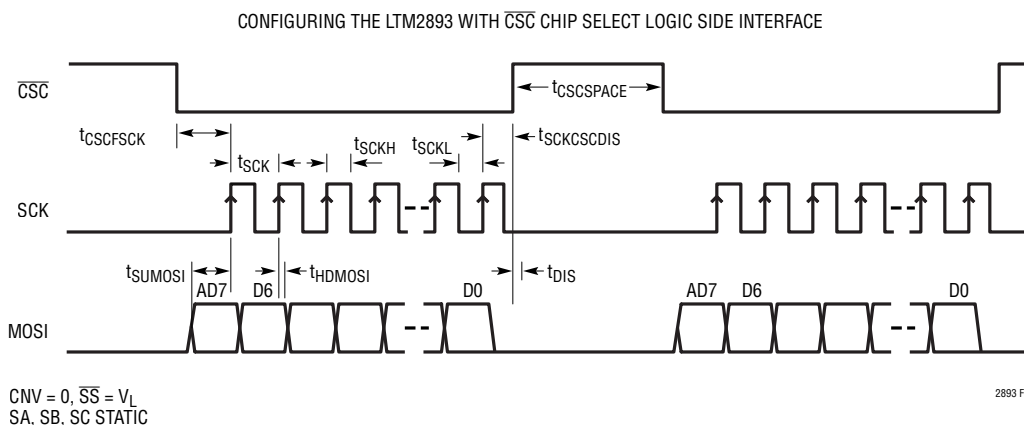 CONFIGURING THE LTM2893 WITH CSC CHIP SELECT LOGIC SIDE INTERFACE
CSC
tCSCSPACE
tCSCFSCK
tSCKCSCDIS
tSCK
tSCKH
tSCKL
SCK
tSUMOSI
tHDMOSI
tDIS
AD7 D6 D0 AD7 D6 D0
MOSI
CNV = 0, SS = VL
SA, SB, SC STATIC
2893 F